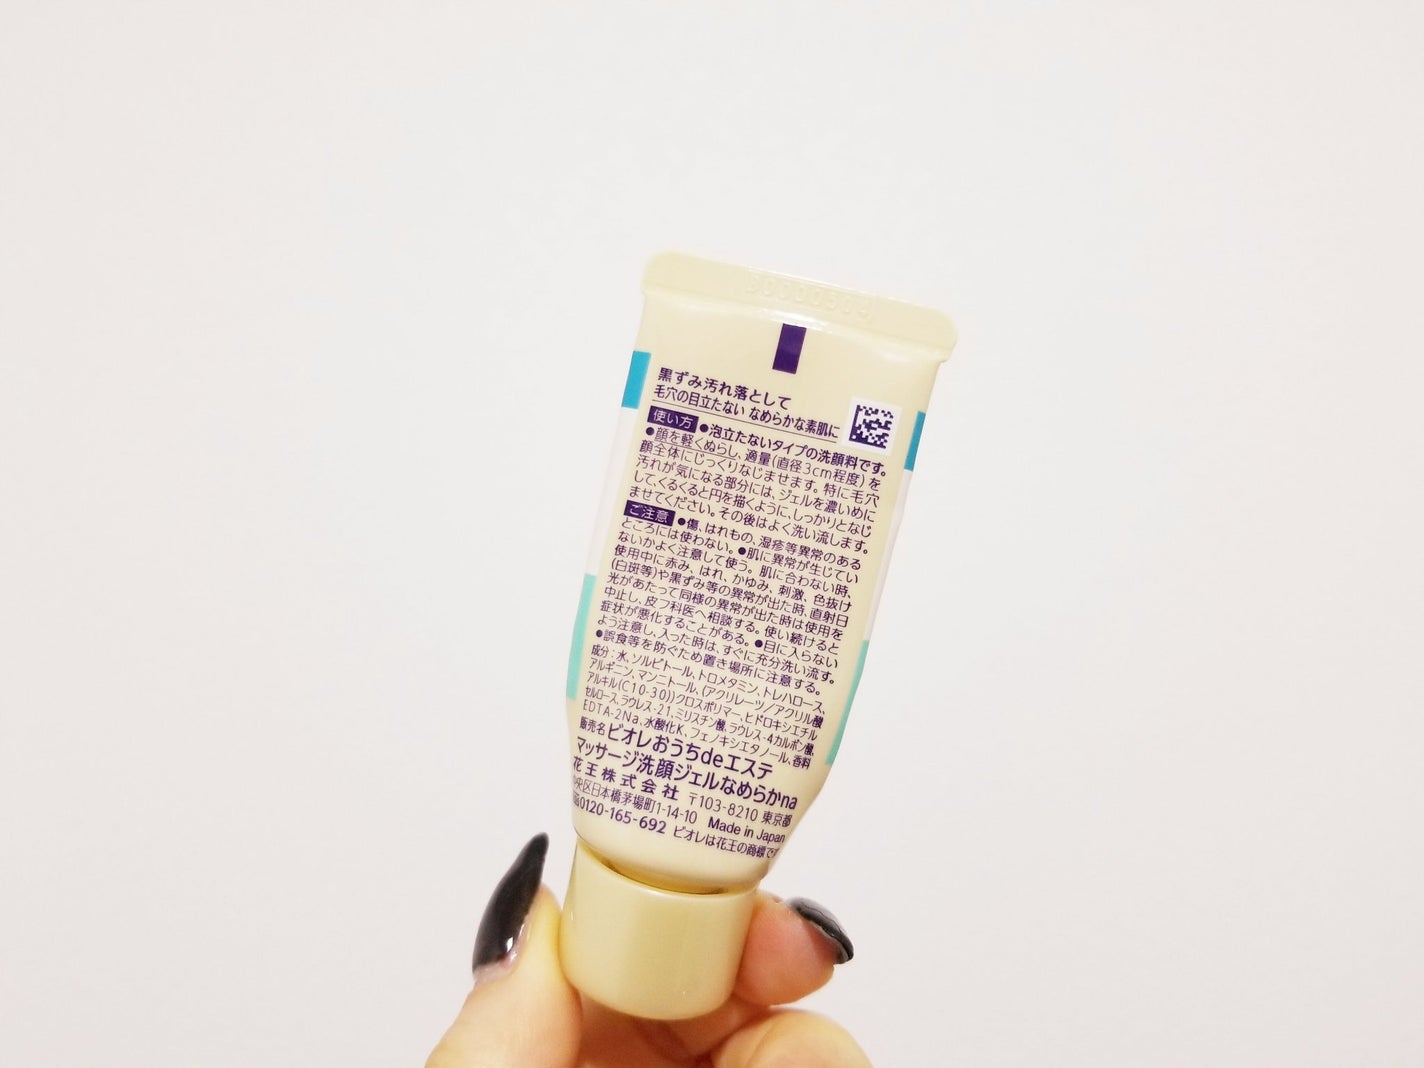 黒ずみ汚れ落として
毛穴の目立たない なめらかな素肌に
使い方 ●泡立たないタイプの洗顔料です。
●顔を軽くぬらし、適量(直径3cm程度)を
顔全体にじっくりなじませます。特に毛穴
汚れが気になる部分には、ジェルを濃いめに
して、くるくると円を描くように、しっかりとなじ
ませてください。その後はよく洗い流します。
ご注意 ●傷、はれもの、湿疹等異常のある
ところには使わない。●肌に異常が生じてい
ないかよく注意して使う。肌に合わない時、
使用中に赤み、はれ、かゆみ、刺激、色抜け
(白斑等)や黒ずみ等の異常が出た時、直射日
光があたって同様の異常が出た時は使用を
中止し、皮フ科医へ相談する。使い続けると
症状が悪化することがある。●目に入らない
よう注意し、入った時は、すぐに充分洗い流す。
●誤食等を防ぐため置き場所に注意する。
成分:水、ソルビトール、トロメタミン、トレハロース、
アルギニン、マンニトール、(アクリレーツ/アクリル酸
アルキル(C10-30))クロスポリマー、ヒドロキシエチル
セルロース、ラウレス-21、ミリスチン酸、ラウレス-4カルボン酸、
EDTA-2Na、水酸化K、フェノキシエタノール、香料
販売名 ビオレおうちdeエステ
マッサージ洗顔ジェルなめらかna
花王株式会社 〒103-8210 東京都
中央区日本橋茅場町1-14-10 Made in Japan
0120-165-692 ビオレは花王の商標です